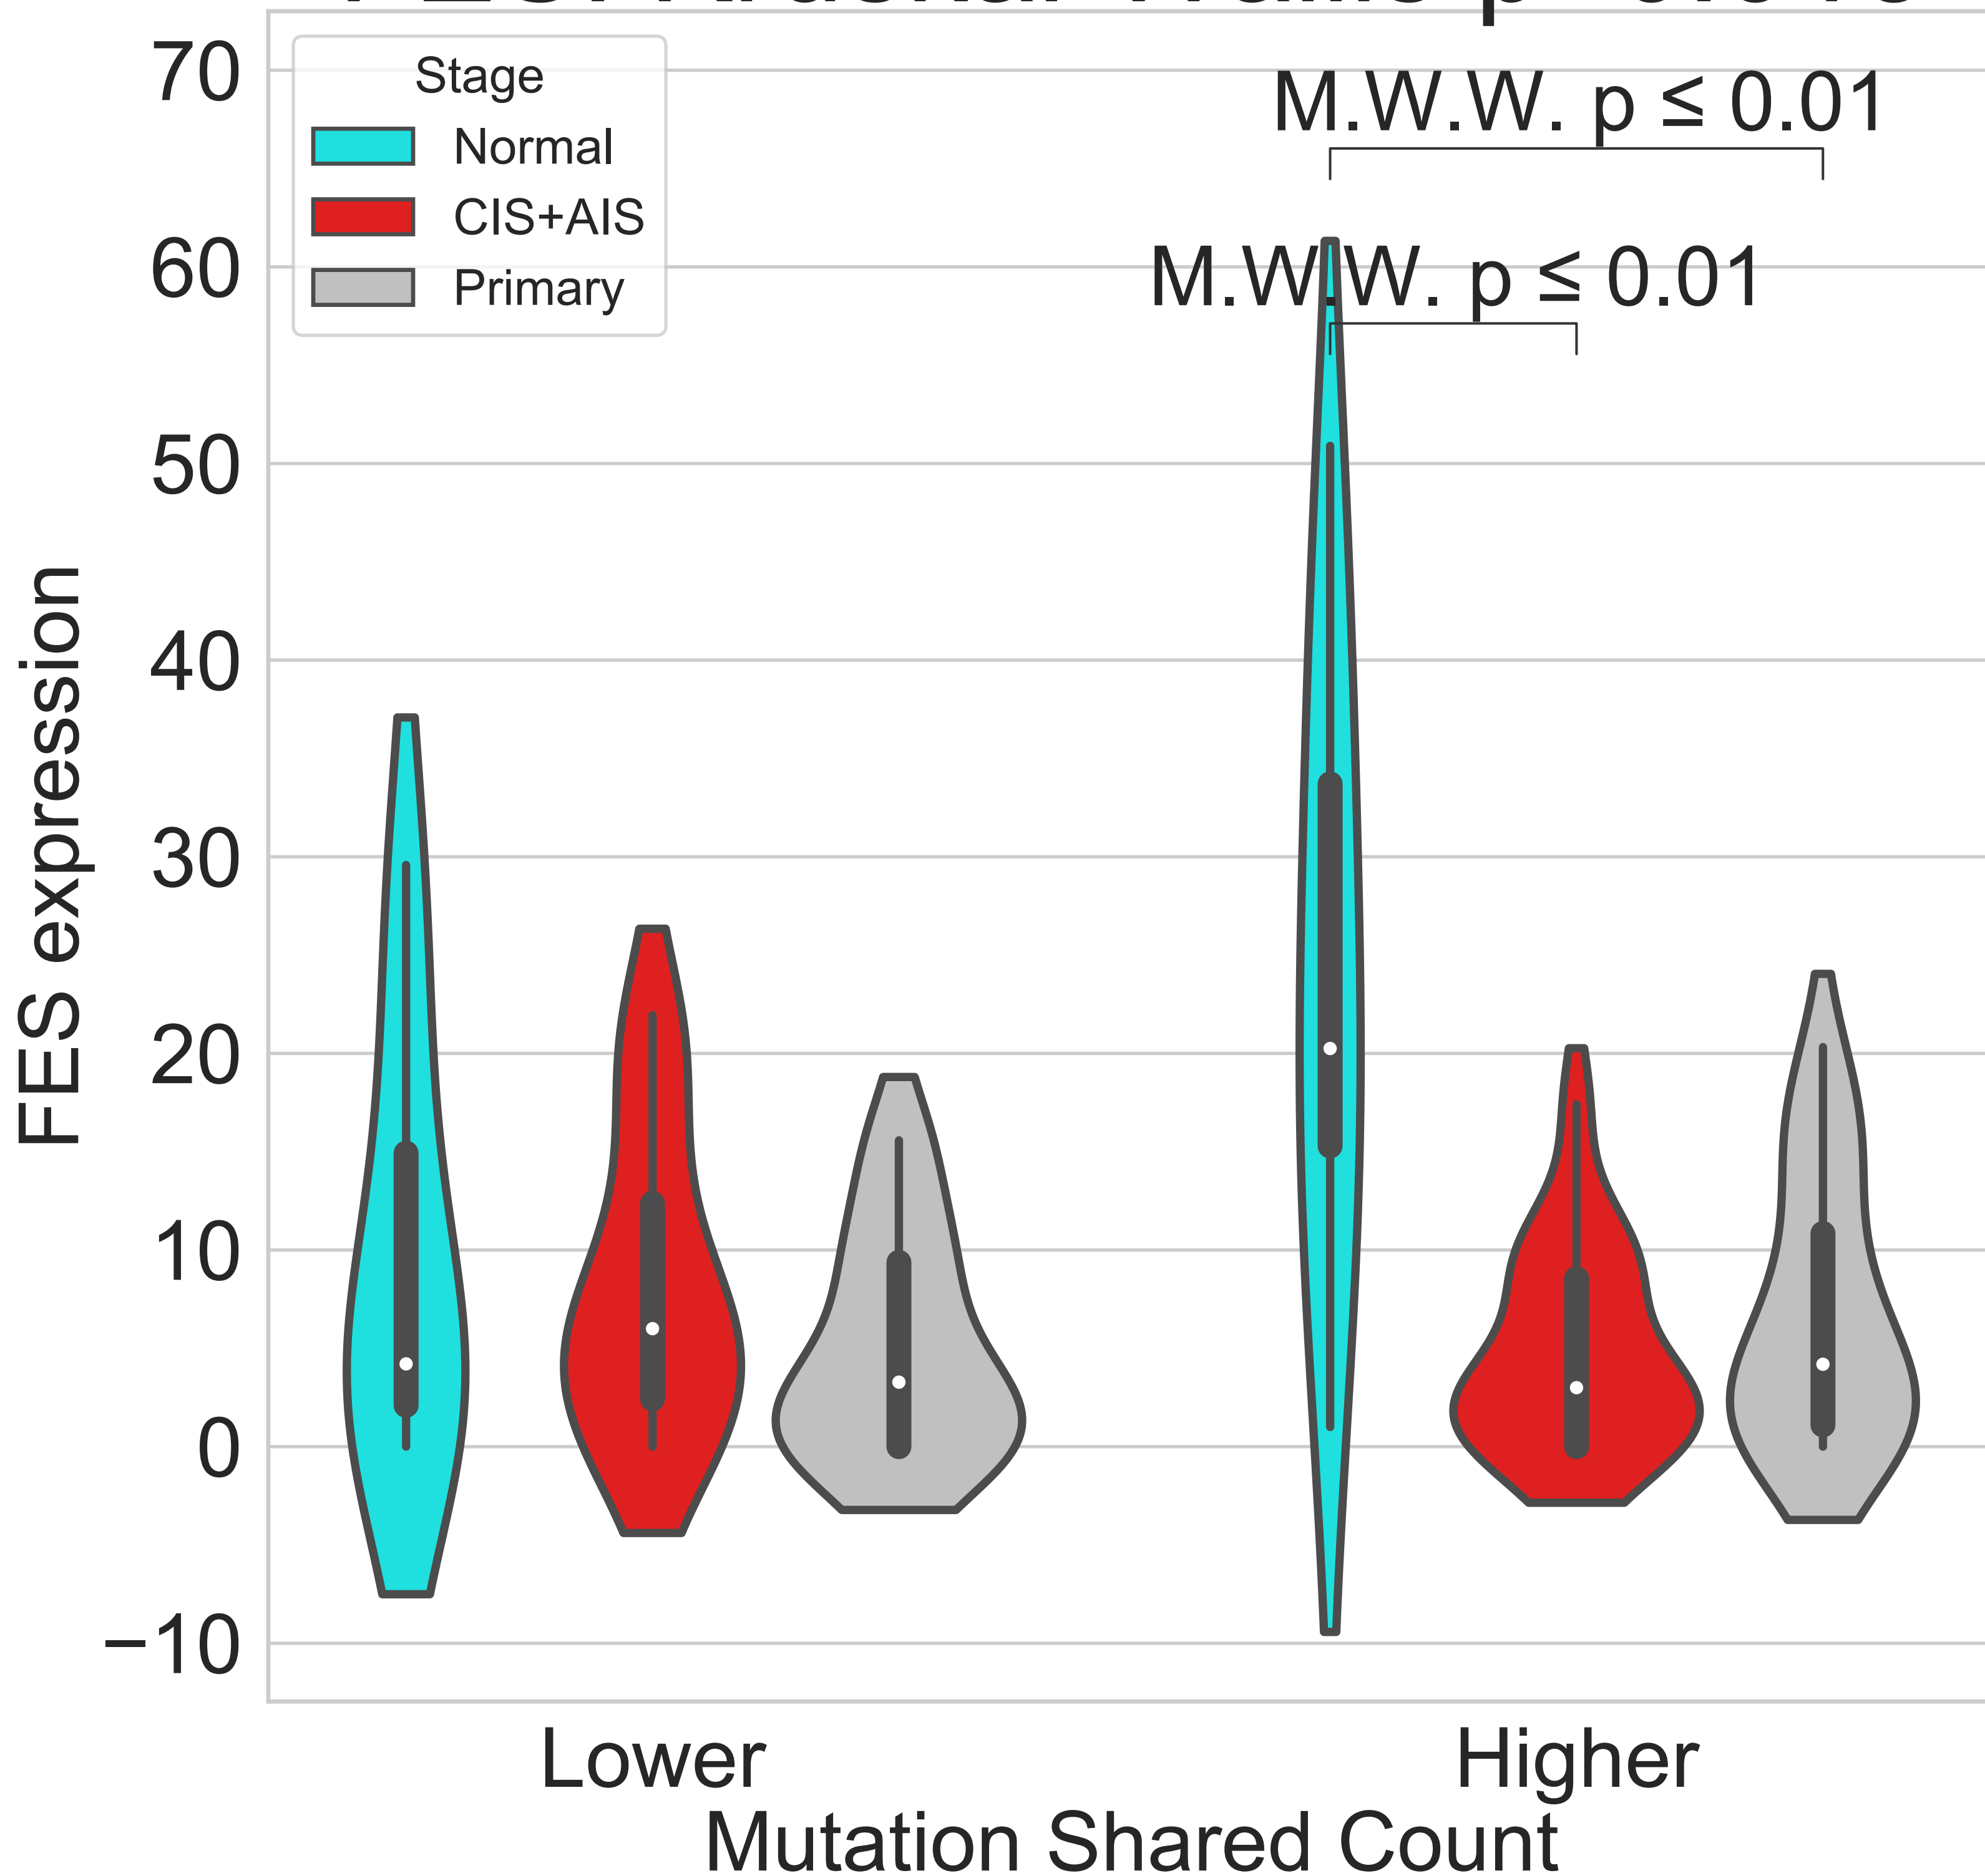 70
60
50
40
30
20
10
0
−10
FES expression
Stage
Normal
CIS+AIS
Primary
M.W.W. p ≤ 0.01
M.W.W. p ≤ 0.01
Lower
Higher
Mutation Shared Count